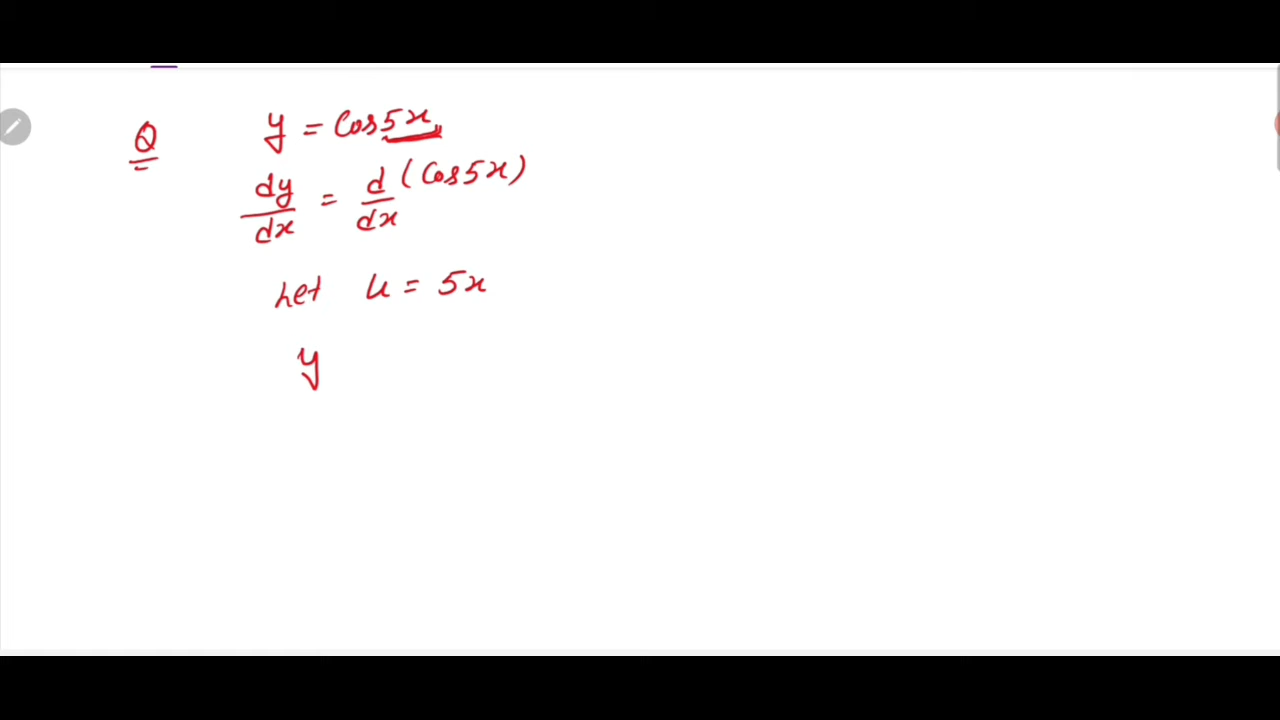 Q y = Cos5x
dy/dx = d/dx (Cos5x)
Let u = 5x
y